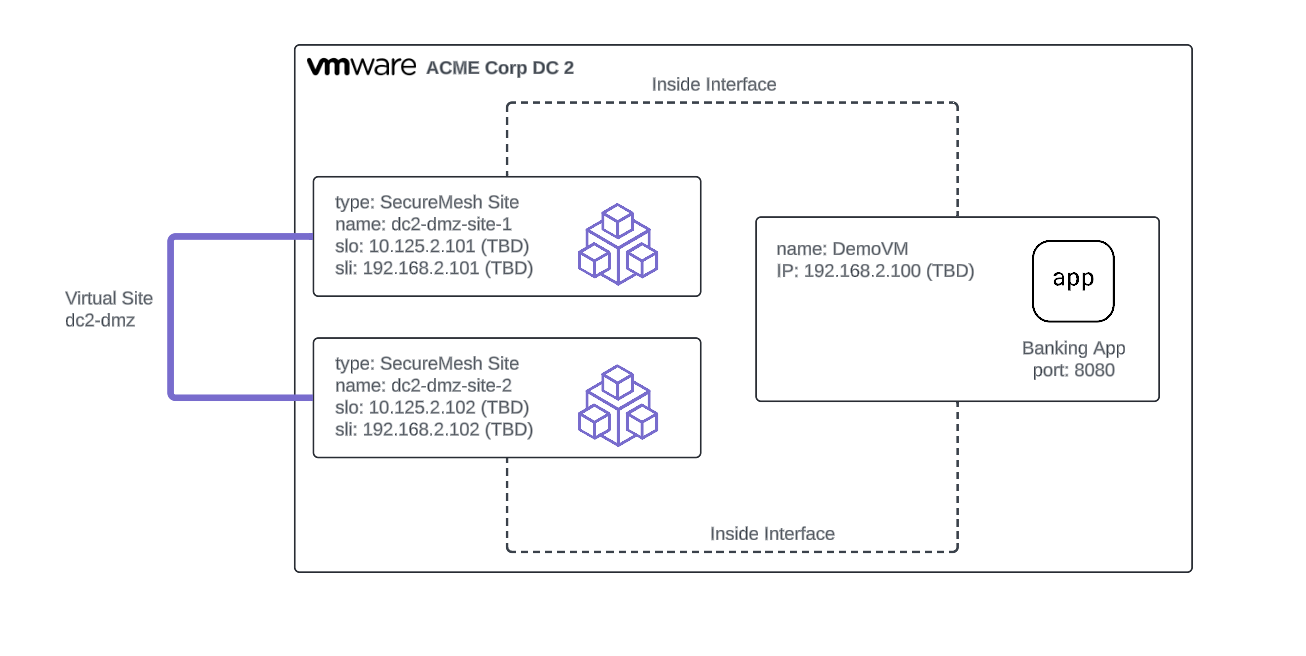 vmware ACME Corp DC 2
Inside Interface
type: SecureMesh Site
name: dc2-dmz-site-1
slo: 10.125.2.101 (TBD)
sli: 192.168.2.101 (TBD)
name: DemoVM
IP: 192.168.2.100 (TBD)
app
Banking App
port: 8080
Virtual Site
dc2-dmz
type: SecureMesh Site
name: dc2-dmz-site-2
slo: 10.125.2.102 (TBD)
sli: 192.168.2.102 (TBD)
Inside Interface